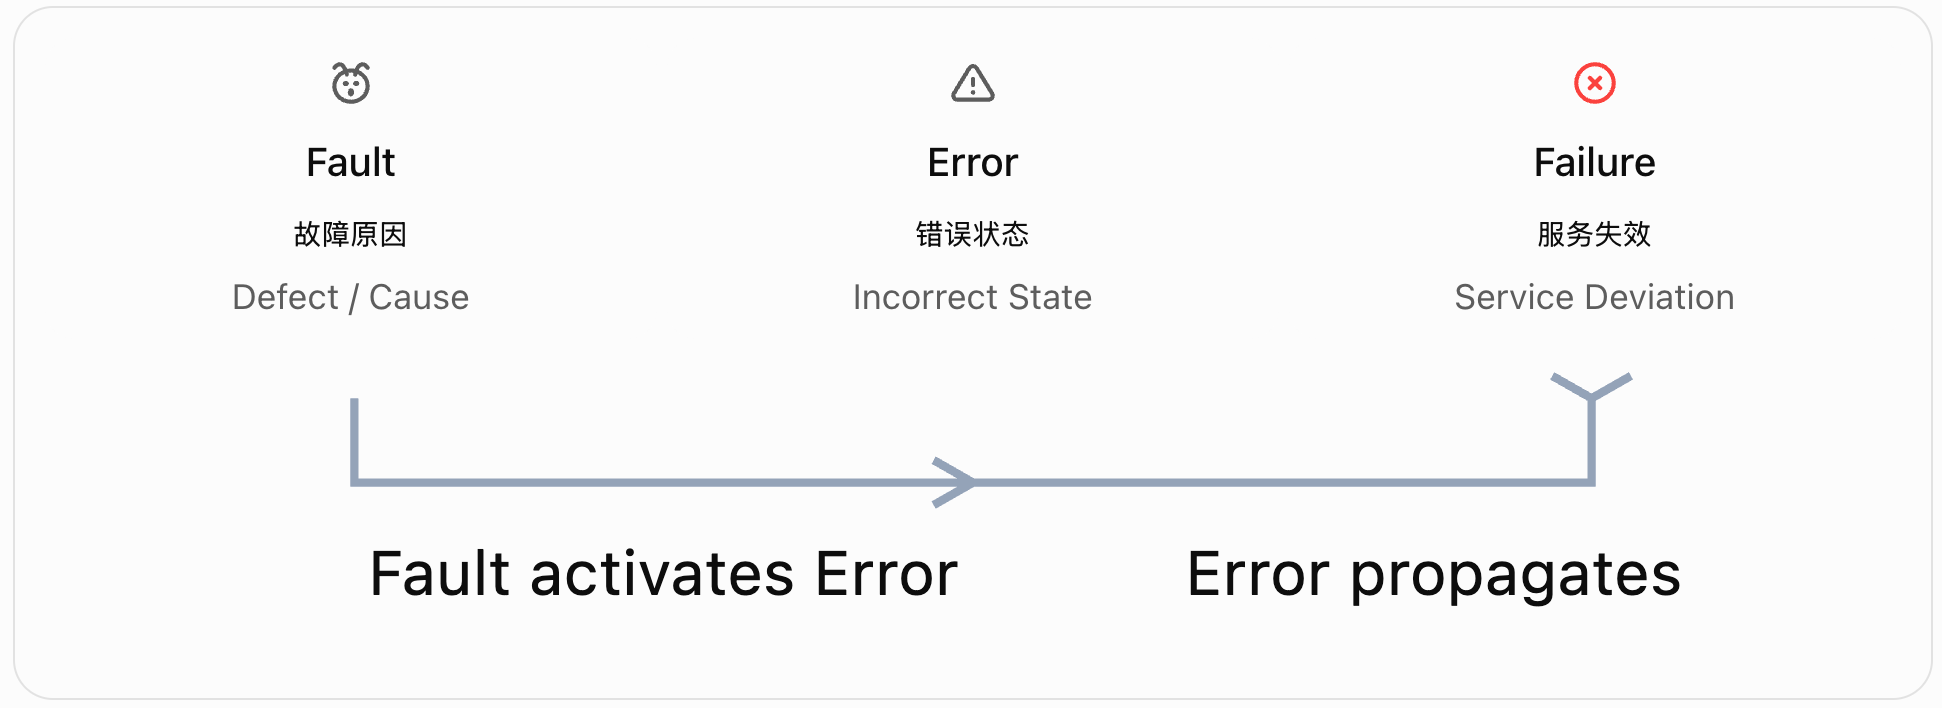 Fault
故障原因
Defect / Cause
Error
错误状态
Incorrect State
Failure
服务失效
Service Deviation
Fault activates Error
Error propagates